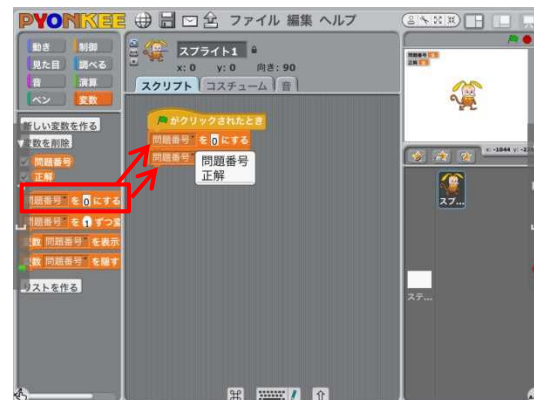 PYONKEE ファイル 編集 ヘルプ
動き 制御
見た目 調べる
音 演算
ペン 変数
スプライト1
x: 0 y: 0 向き: 90
スクリプト コスチューム 音
新しい変数を作る
変数を削除
問題番号
正解
問題番号 を 0 にする
問題番号 を 1 ずつ変
変数 問題番号 を表示
変数 問題番号 を隠す
リストを作る
がクリックされたとき
問題番号 を 0 にする
問題番号
問題番号
正解
問題番号
正解
スプ...
ステ...